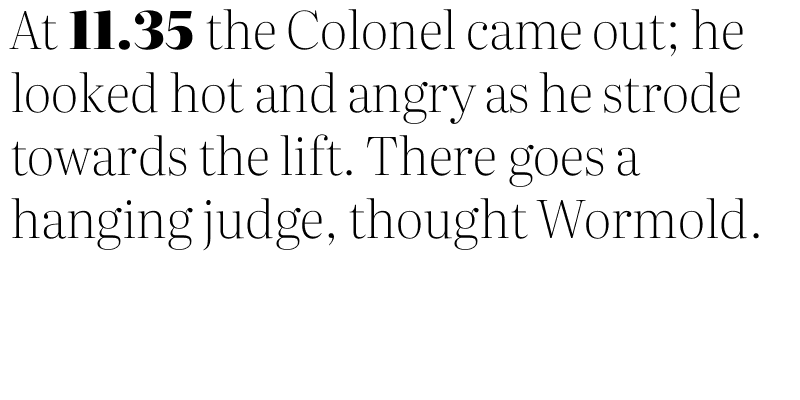 At 11.35 the Colonel came out; he
looked hot and angry as he strode
towards the lift. There goes a
hanging judge, thought Wormold.